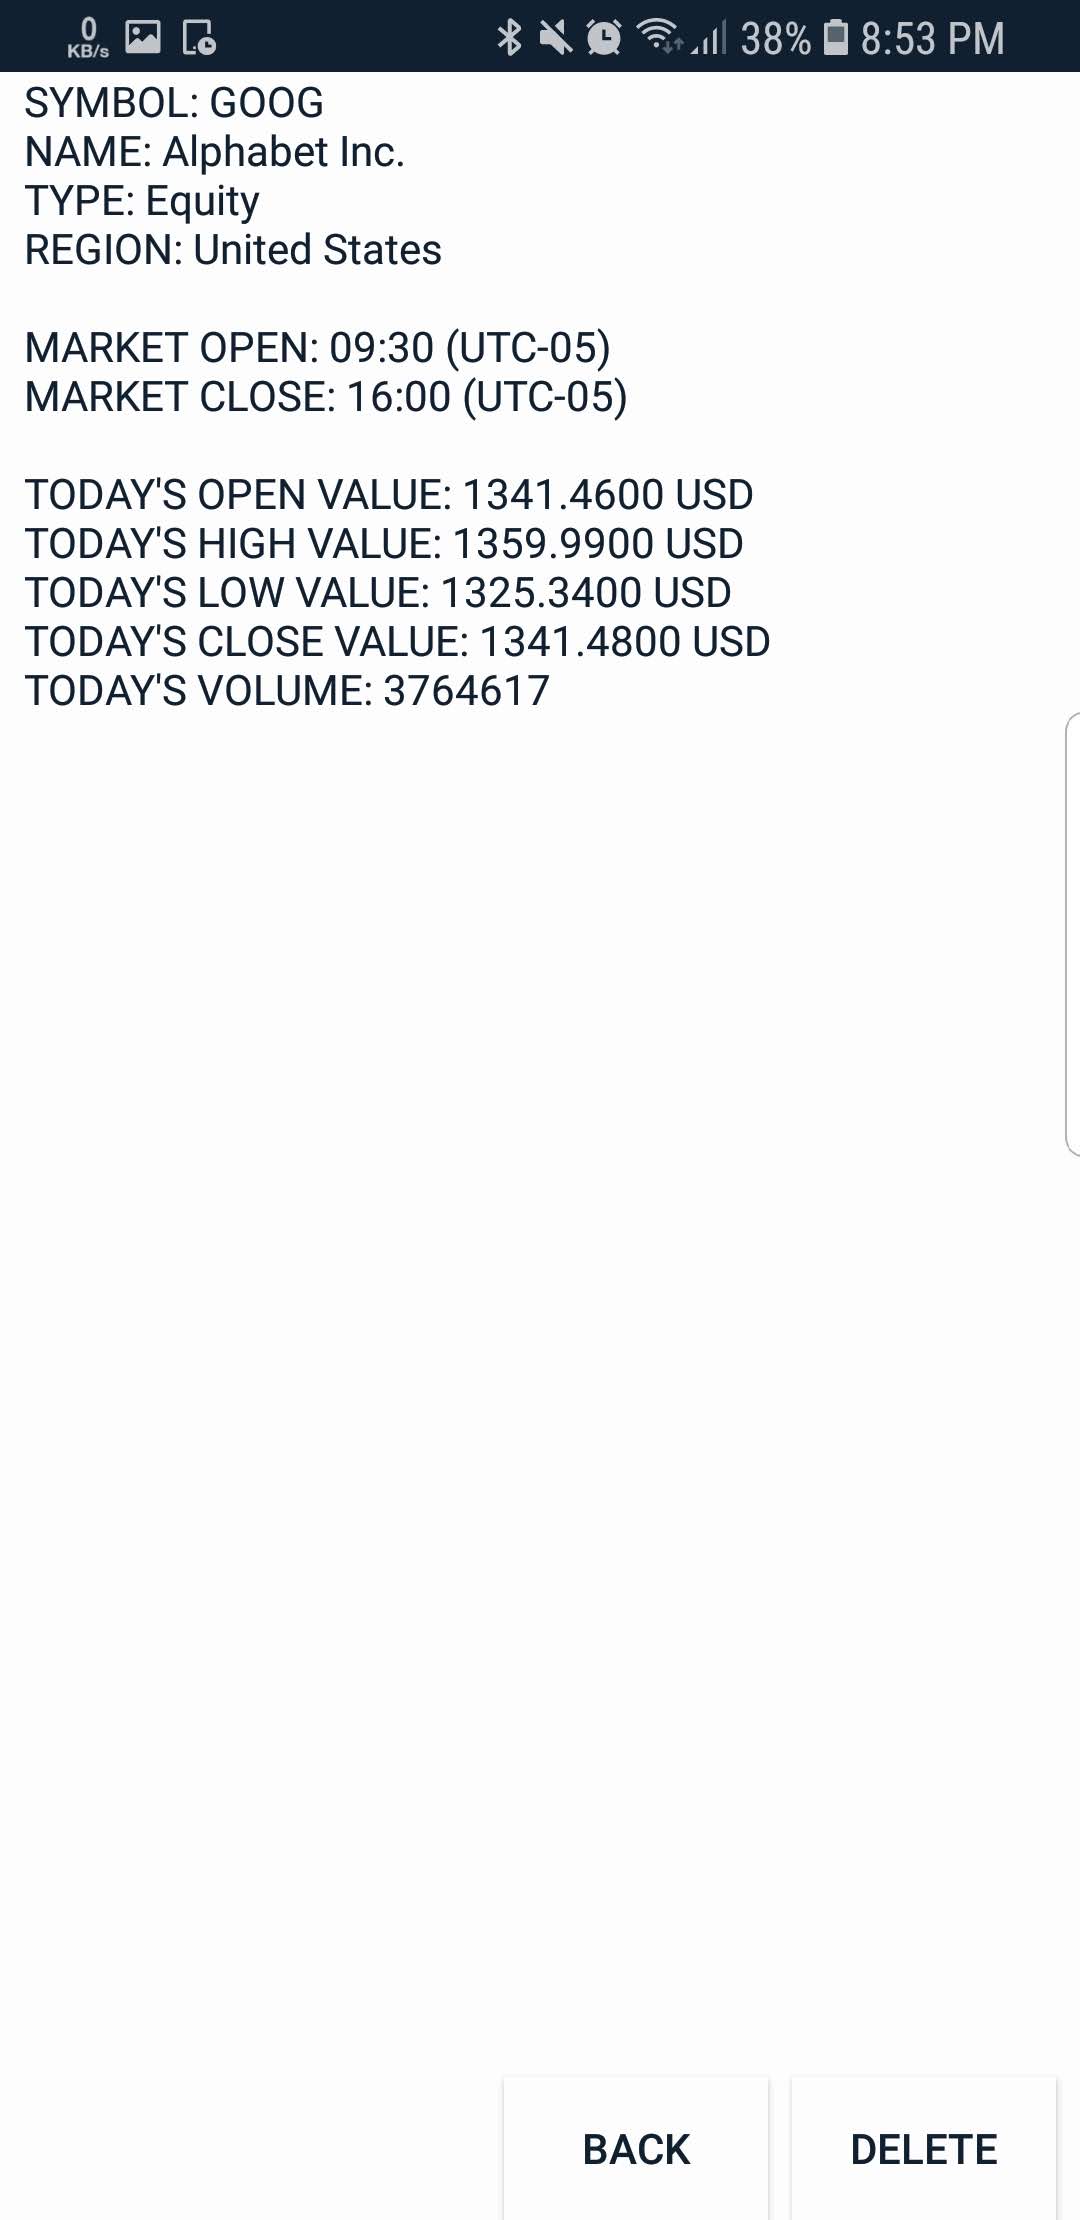 0
KB/s
38% 8:53 PM
SYMBOL: GOOG
NAME: Alphabet Inc.
TYPE: Equity
REGION: United States
MARKET OPEN: 09:30 (UTC-05)
MARKET CLOSE: 16:00 (UTC-05)
TODAY'S OPEN VALUE: 1341.4600 USD
TODAY'S HIGH VALUE: 1359.9900 USD
TODAY'S LOW VALUE: 1325.3400 USD
TODAY'S CLOSE VALUE: 1341.4800 USD
TODAY'S VOLUME: 3764617
BACK DELETE